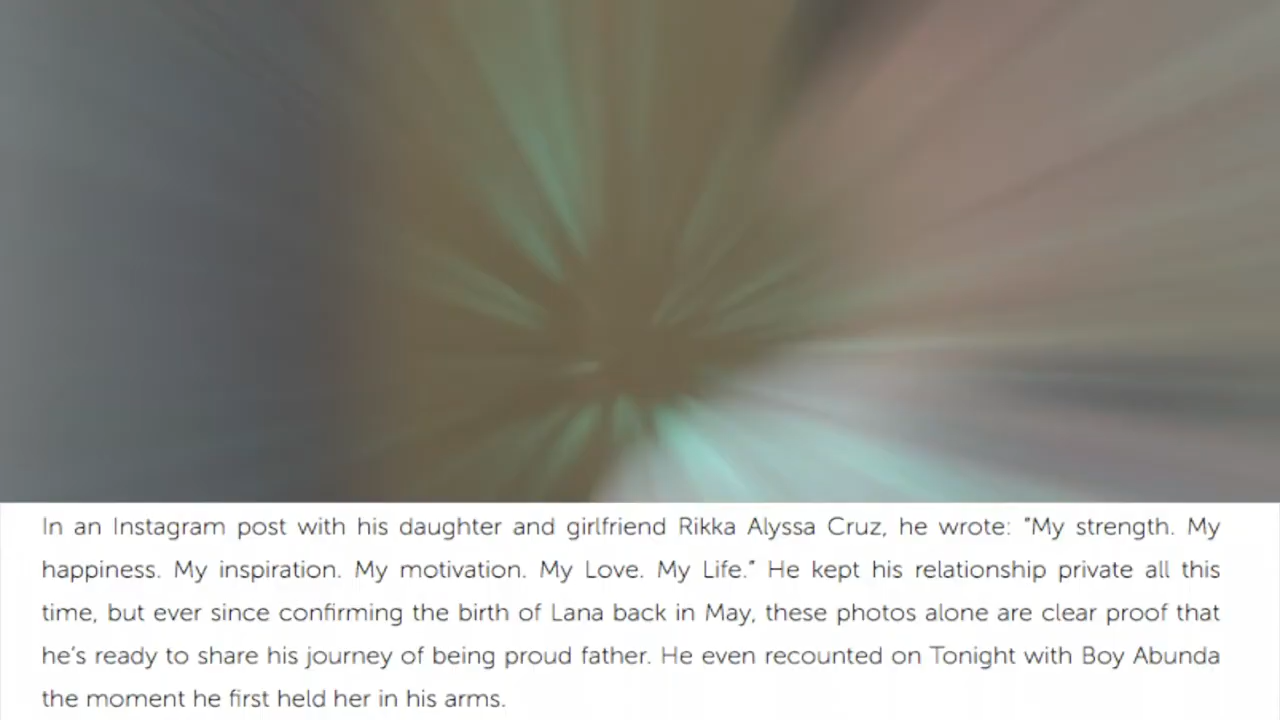 In an Instagram post with his daughter and girlfriend Rikka Alyssa Cruz, he wrote: “My strength. My
happiness. My inspiration. My motivation. My Love. My Life.” He kept his relationship private all this
time, but ever since confirming the birth of Lana back in May, these photos alone are clear proof that
he’s ready to share his journey of being proud father. He even recounted on Tonight with Boy Abunda
the moment he first held her in his arms.